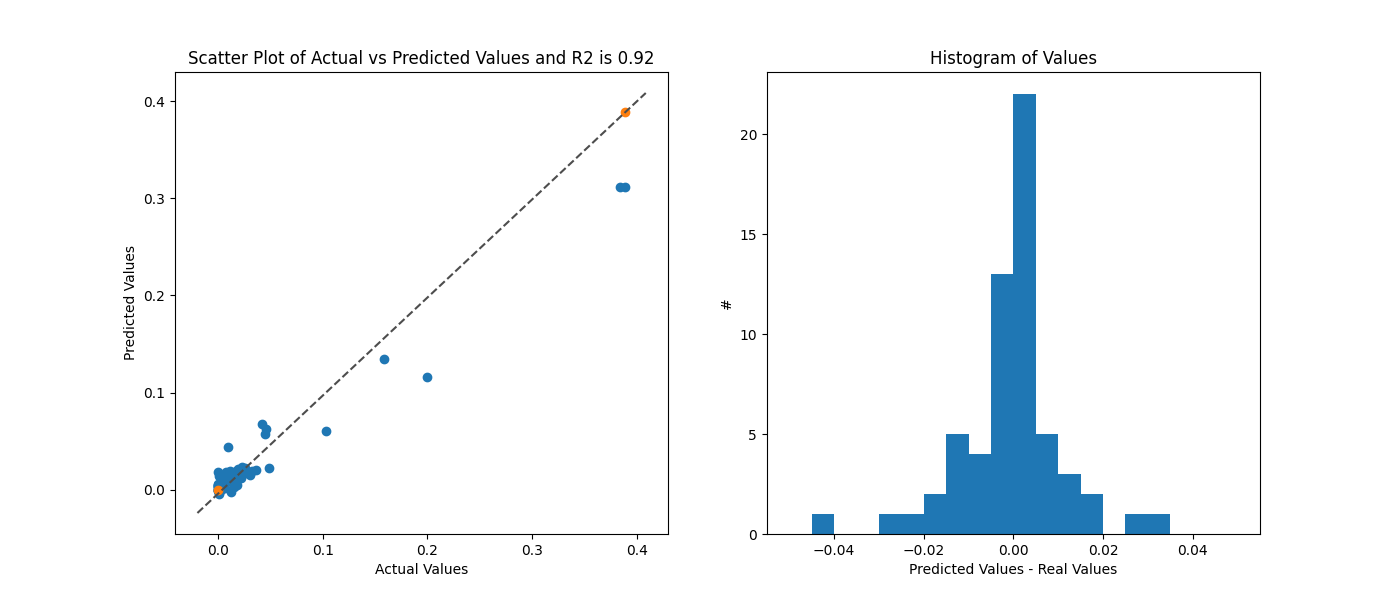 Scatter Plot of Actual vs Predicted Values and R2 is 0.92
Predicted Values
0.4
0.3
0.2
0.1
0.0
0.0 0.1 0.2 0.3 0.4
Actual Values
Histogram of Values
#
20
15
10
5
0
−0.04 −0.02 0.00 0.02 0.04
Predicted Values - Real Values